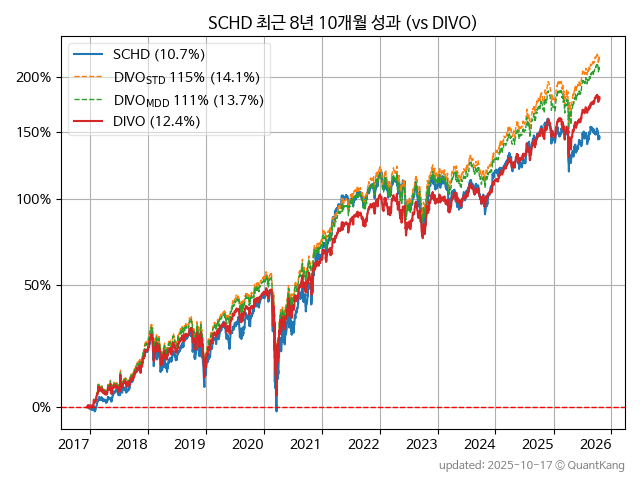 SCHD 최근 8년 10개월 성과 (vs DIVO)
SCHD (10.7%)
DIVO_STD 115% (14.1%)
DIVO_MDD 111% (13.7%)
DIVO (12.4%)
200%
150%
100%
50%
0%
2017 2018 2019 2020 2021 2022 2023 2024 2025 2026
updated: 2025-10-17 © QuantKang